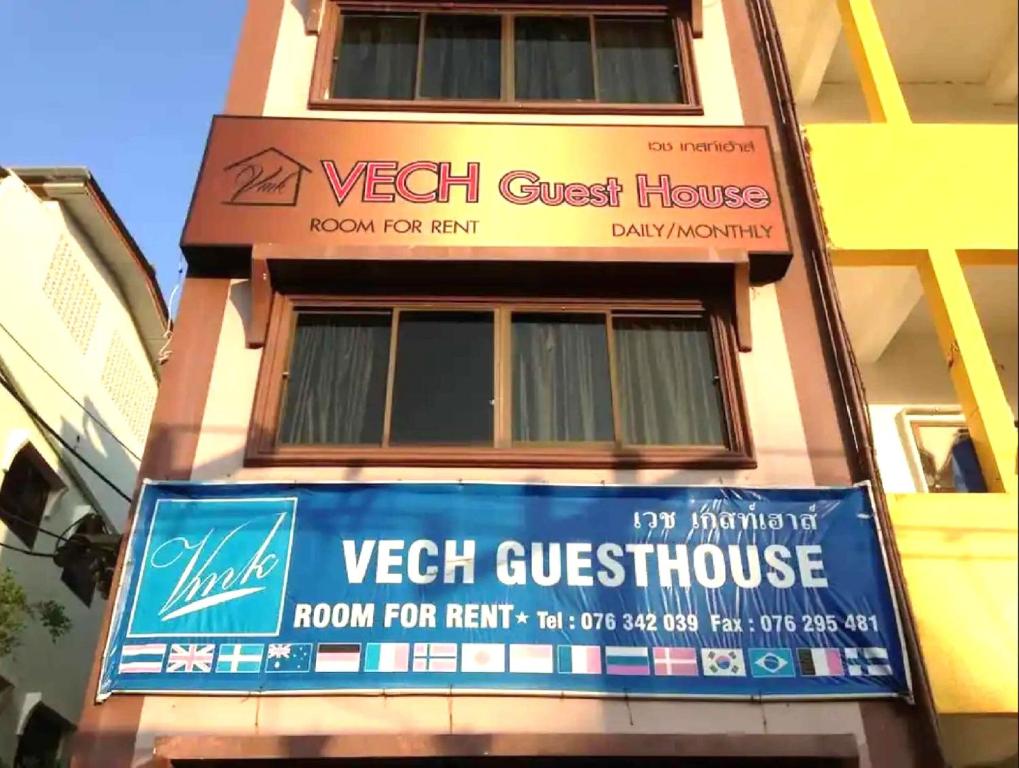 เวช เกสท์เฮ้าส์
Vmk
VECH Guest House
ROOM FOR RENT DAILY/MONTHLY
เวช เก้สท์เฮาส์
Vmk
VECH GUESTHOUSE
ROOM FOR RENT★ Tel : 076 342 039 Fax : 076 295 481